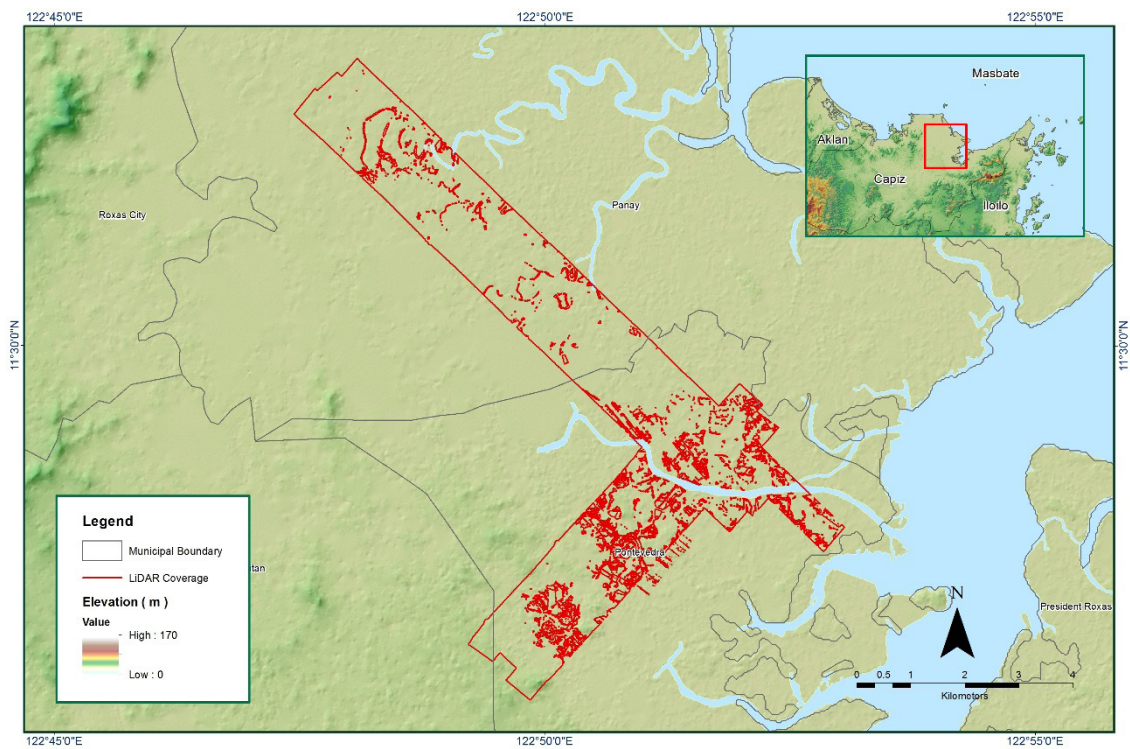 122°45'0"E
122°50'0"E
122°55'0"E
Masbate
Aklan
Capiz
Iloilo
Roxas City
Panay
11°30'0"N
11°30'0"N
Pontevedra
President Roxas
Legend
Municipal Boundary
LiDAR Coverage
Elevation ( m )
Value
High : 170
Low : 0
itan
N
0 0.5 1 2 3 4
Kilometers
122°45'0"E
122°50'0"E
122°55'0"E